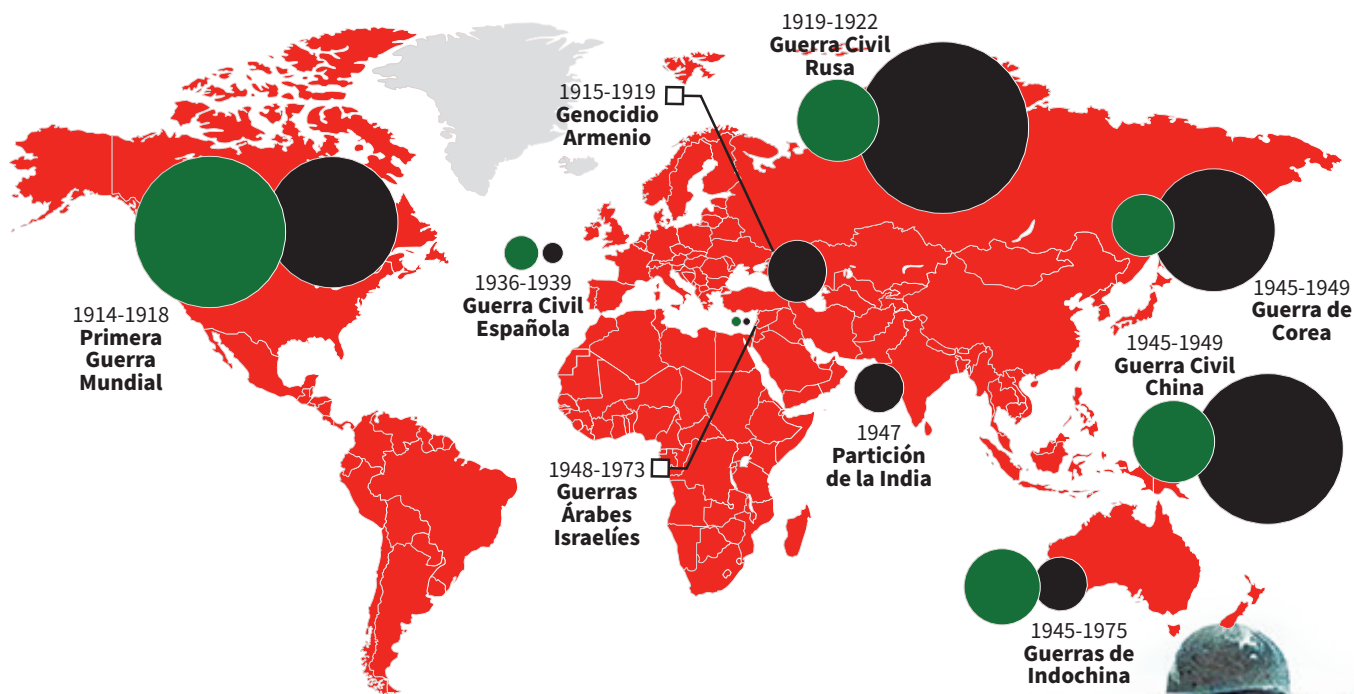 1919-1922
Guerra Civil
Rusa
1915-1919
Genocidio
Armenio
1914-1918
Primera
Guerra
Mundial
1936-1939
Guerra Civil
Española
1945-1949
Guerra de
Corea
1945-1949
Guerra Civil
China
1947
Partición
de la India
1948-1973
Guerras
Árabes
Israelíes
1945-1975
Guerras de
Indochina